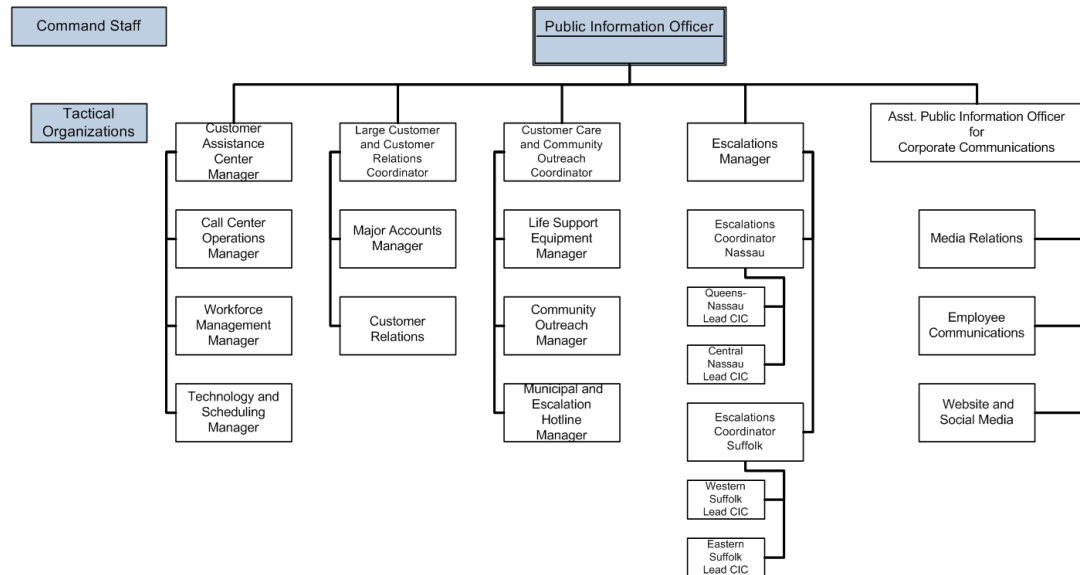 Command Staff
Public Information Officer
Tactical
Organizations
Customer
Assistance
Center
Manager
Large Customer
and Customer
Relations
Coordinator
Customer Care
and Community
Outreach
Coordinator
Escalations
Manager
Asst. Public Information Officer
for
Corporate Communications
Call Center
Operations
Manager
Major Accounts
Manager
Life Support
Equipment
Manager
Escalations
Coordinator
Nassau
Media Relations
Workforce
Management
Manager
Customer
Relations
Community
Outreach
Manager
Queens-
Nassau
Lead CIC
Central
Nassau
Lead CIC
Employee
Communications
Technology and
Scheduling
Manager
Municipal and
Escalation
Hotline
Manager
Escalations
Coordinator
Suffolk
Website and
Social Media
Western
Suffolk
Lead CIC
Eastern
Suffolk
Lead CIC